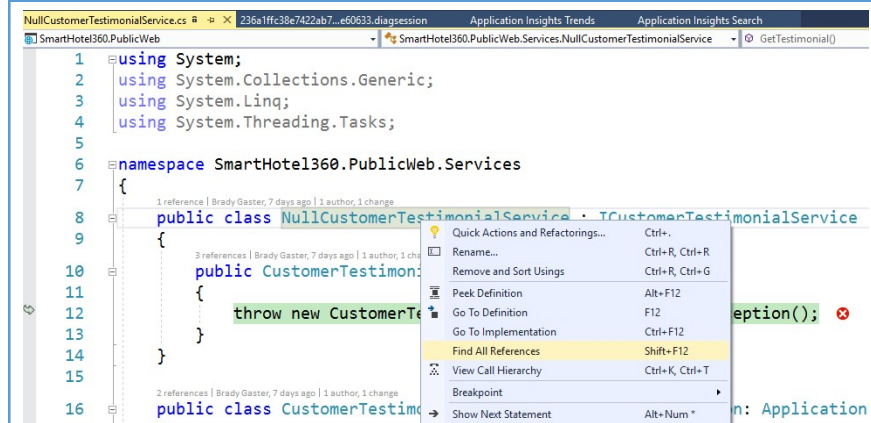 NullCustomerTestimonialService.cs 236a1ffc38e7422ab7...e60633.diagsession Application Insights Trends Application Insights Search
SmartHotel360.PublicWeb SmartHotel360.PublicWeb.Services.NullCustomerTestimonialService GetTestimonial()
1 using System;
2 using System.Collections.Generic;
3 using System.Linq;
4 using System.Threading.Tasks;
5
6 namespace SmartHotel360.PublicWeb.Services
7 {
1 reference | Brady Gaster, 7 days ago | 1 author, 1 change
8 public class NullCustomerTestimonialService : ICustomerTestimonialService
9 {
Quick Actions and Refactorings... Ctrl+.
3 references | Brady Gaster, 7 days ago | 1 author, 1 cha
Rename... Ctrl+R, Ctrl+R
10 public CustomerTestimoni
Remove and Sort Usings Ctrl+R, Ctrl+G
11 {
Peek Definition Alt+F12
12 throw new CustomerTe eption();
Go To Definition F12
13 }
Go To Implementation Ctrl+F12
14 }
Find All References Shift+F12
15
View Call Hierarchy Ctrl+K, Ctrl+T
2 references | Brady Gaster, 7 days ago | 1 author, 1 change
Breakpoint
16 public class CustomerTestimo n: Application
Show Next Statement Alt+Num *